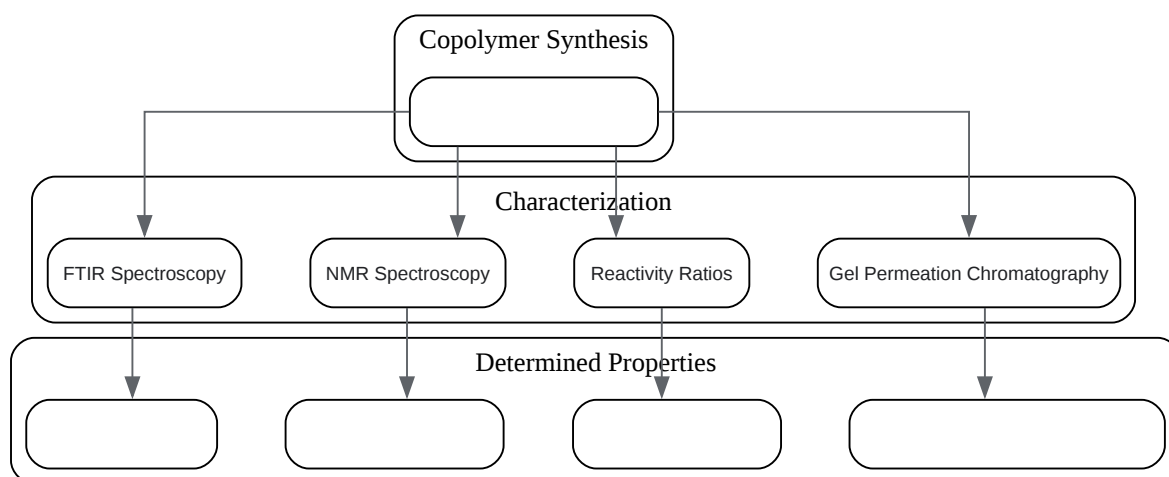 Copolymer Synthesis
Characterization
FTIR Spectroscopy
NMR Spectroscopy
Reactivity Ratios
Gel Permeation Chromatography
Determined Properties